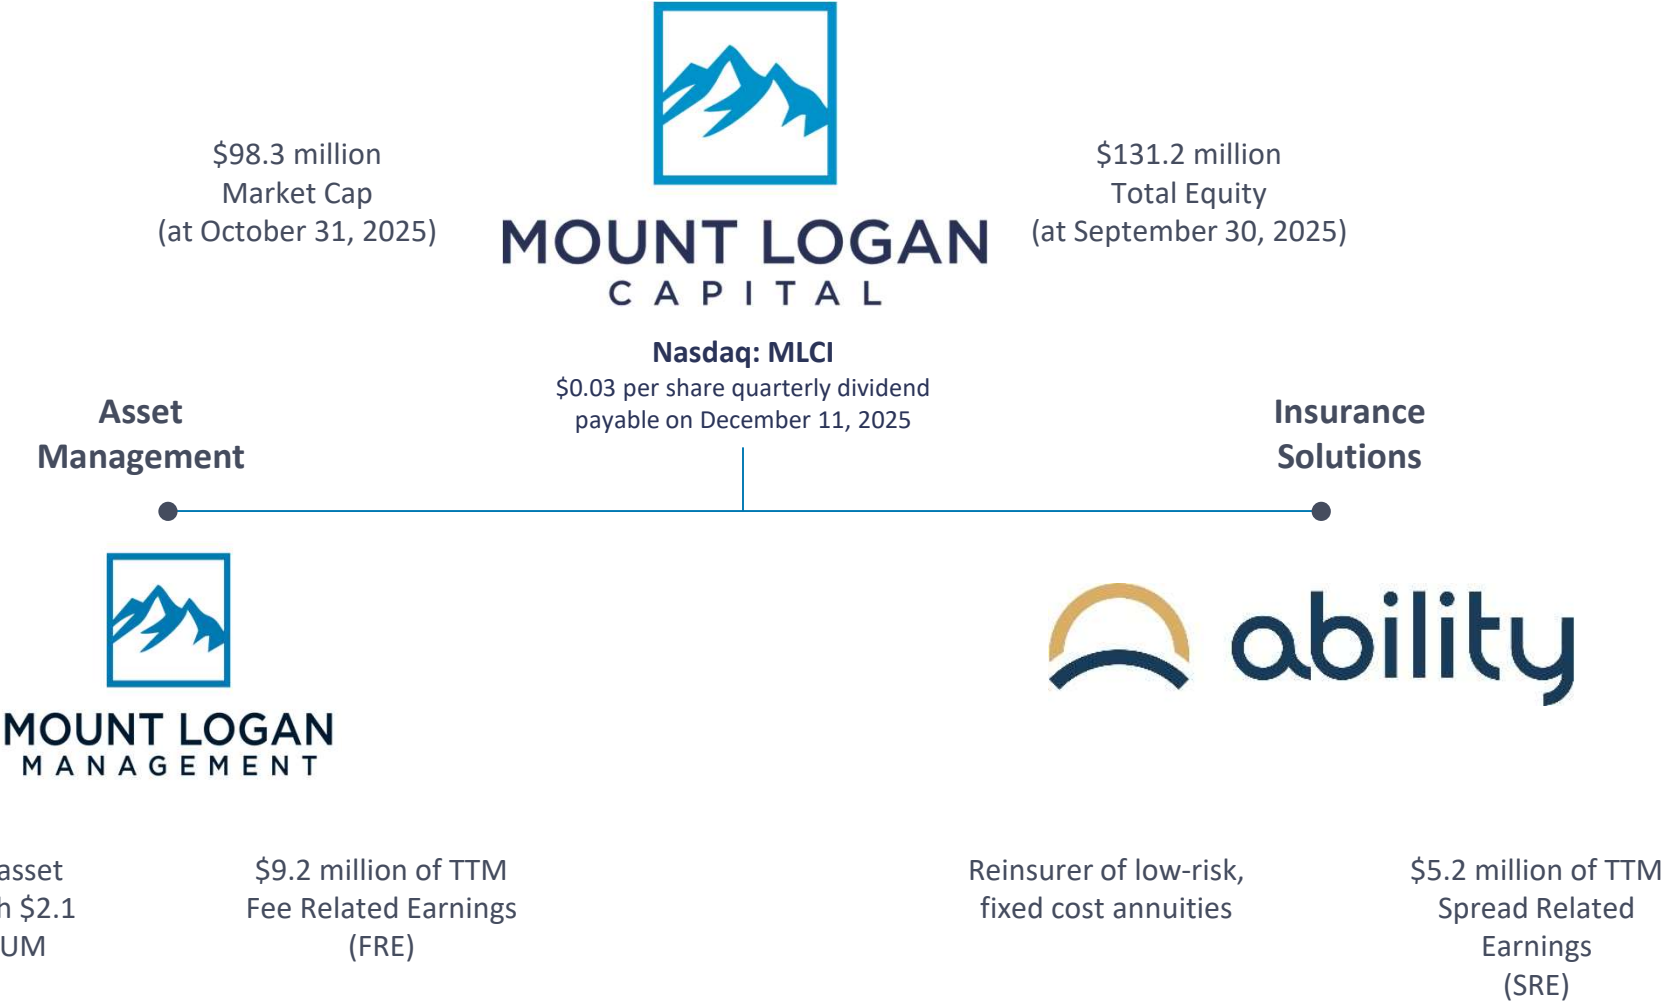 $98.3 million
Market Cap
(at October 31, 2025)
MOUNT LOGAN
CAPITAL
$131.2 million
Total Equity
(at September 30, 2025)
Nasdaq: MLCI
$0.03 per share quarterly dividend
payable on December 11, 2025
Asset
Management
Insurance
Solutions
MOUNT LOGAN
MANAGEMENT
ability
asset
$2.1
$9.2 million of TTM
Fee Related Earnings
(FRE)
Reinsurer of low-risk,
fixed cost annuities
$5.2 million of TTM
Spread Related
Earnings
(SRE)